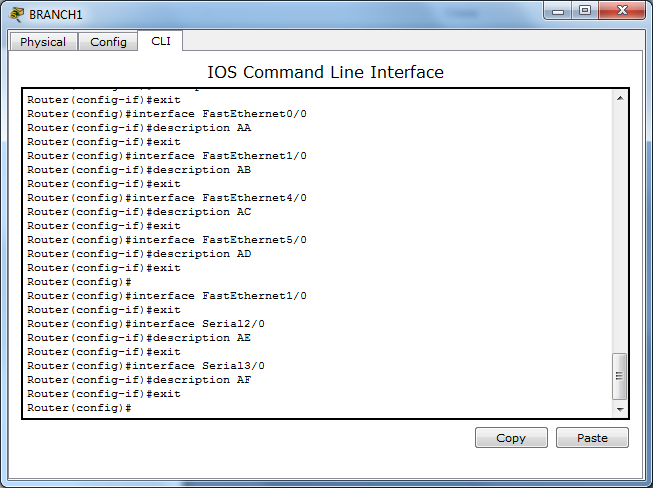 BRANCH1
Physical Config CLI
IOS Command Line Interface
Router(config-if)#exit
Router(config)#interface FastEthernet0/0
Router(config-if)#description AA
Router(config-if)#exit
Router(config)#interface FastEthernet1/0
Router(config-if)#description AB
Router(config-if)#exit
Router(config)#interface FastEthernet4/0
Router(config-if)#description AC
Router(config-if)#exit
Router(config)#interface FastEthernet5/0
Router(config-if)#description AD
Router(config-if)#exit
Router(config)#
Router(config)#interface FastEthernet1/0
Router(config-if)#exit
Router(config)#interface Serial2/0
Router(config-if)#description AE
Router(config-if)#exit
Router(config)#interface Serial3/0
Router(config-if)#description AF
Router(config-if)#exit
Router(config)#
Copy Paste